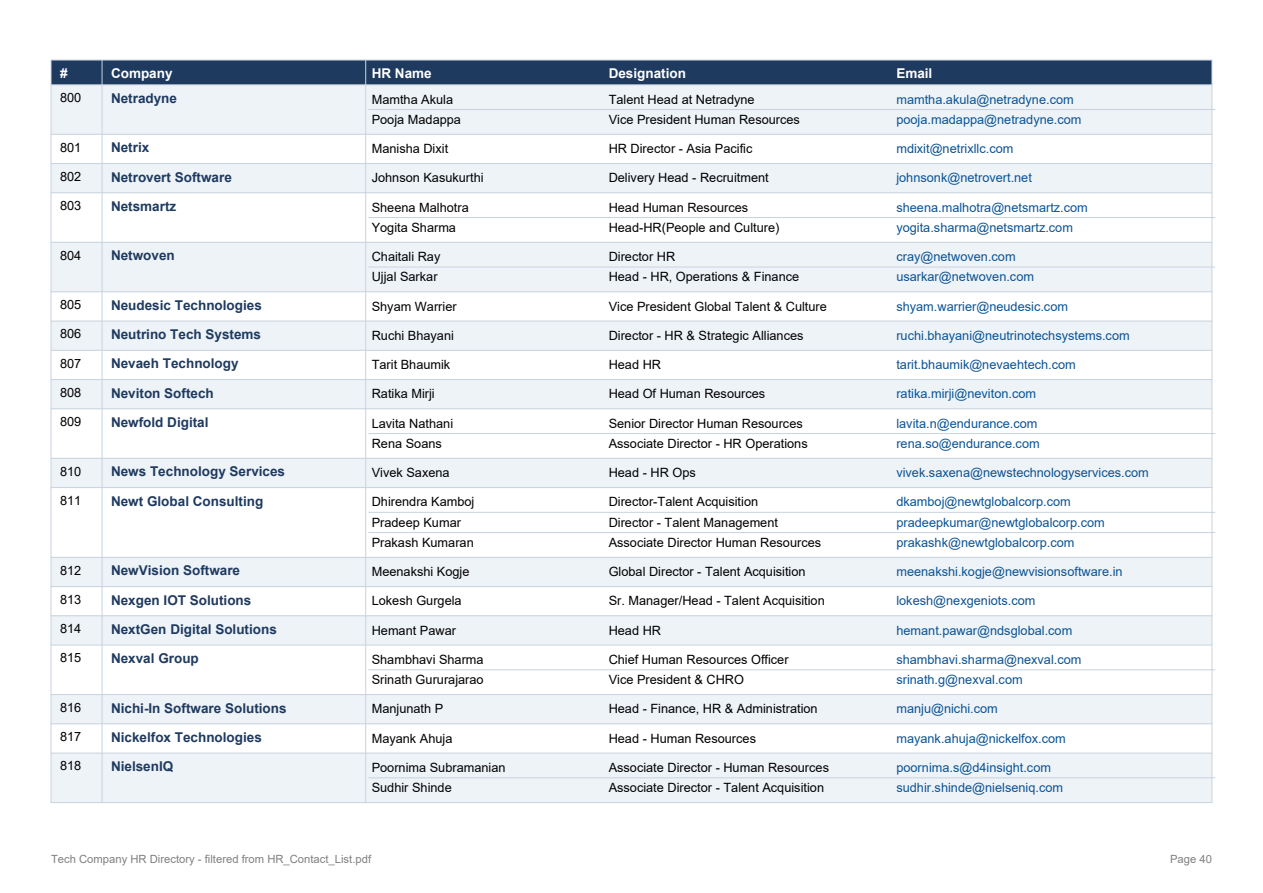 # Company HR Name Designation Email
800 Netradyne Mamtha Akula Talent Head at Netradyne mamtha.akula@netradyne.com
Pooja Madappa Vice President Human Resources pooja.madappa@netradyne.com
801 Netrix Manisha Dixit HR Director - Asia Pacific mdixit@netrixllc.com
802 Netrovert Software Johnson Kasukurthi Delivery Head - Recruitment johnsonk@netrovert.net
803 Netsmartz Sheena Malhotra Head Human Resources sheena.malhotra@netsmartz.com
Yogita Sharma Head-HR(People and Culture) yogita.sharma@netsmartz.com
804 Netwoven Chaitali Ray Director HR cray@netwoven.com
Ujjal Sarkar Head - HR, Operations & Finance usarkar@netwoven.com
805 Neudesic Technologies Shyam Warrier Vice President Global Talent & Culture shyam.warrier@neudesic.com
806 Neutrino Tech Systems Ruchi Bhayani Director - HR & Strategic Alliances ruchi.bhayani@neutrinotechsystems.com
807 Nevaeh Technology Tarit Bhaumik Head HR tarit.bhaumik@nevaehtech.com
808 Neviton Softech Ratika Mirji Head Of Human Resources ratika.mirji@neviton.com
809 Newfold Digital Lavita Nathani Senior Director Human Resources lavita.n@endurance.com
Rena Soans Associate Director - HR Operations rena.so@endurance.com
810 News Technology Services Vivek Saxena Head - HR Ops vivek.saxena@newstechnologyservices.com
811 Newt Global Consulting Dhirendra Kamboj Director-Talent Acquisition dkamboj@newtglobalcorp.com
Pradeep Kumar Director - Talent Management pradeepkumar@newtglobalcorp.com
Prakash Kumaran Associate Director Human Resources prakashk@newtglobalcorp.com
812 NewVision Software Meenakshi Kogje Global Director - Talent Acquisition meenakshi.kogje@newvisionsoftware.in
813 Nexgen IOT Solutions Lokesh Gurgela Sr. Manager/Head - Talent Acquisition lokesh@nexgeniots.com
814 NextGen Digital Solutions Hemant Pawar Head HR hemant.pawar@ndsglobal.com
815 Nexval Group Shambhavi Sharma Chief Human Resources Officer shambhavi.sharma@nexval.com
Srinath Gururajarao Vice President & CHRO srinath.g@nexval.com
816 Nichi-In Software Solutions Manjunath P Head - Finance, HR & Administration manju@nichi.com
817 Nickelfox Technologies Mayank Ahuja Head - Human Resources mayank.ahuja@nickelfox.com
818 NielsenIQ Poornima Subramanian Associate Director - Human Resources poornima.s@d4insight.com
Sudhir Shinde Associate Director - Talent Acquisition sudhir.shinde@nielseniq.com
Tech Company HR Directory - filtered from HR_Contact_List.pdf Page 40